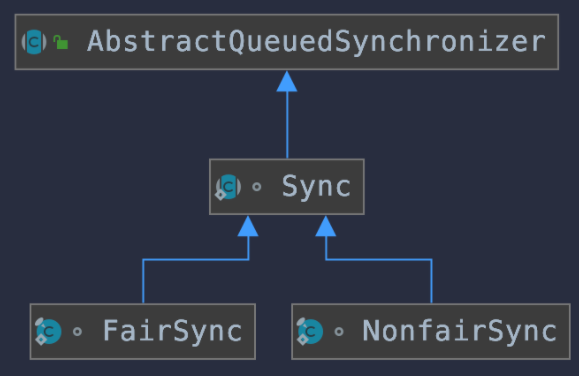 AbstractQueuedSynchronizer
Sync
FairSync
NonfairSync